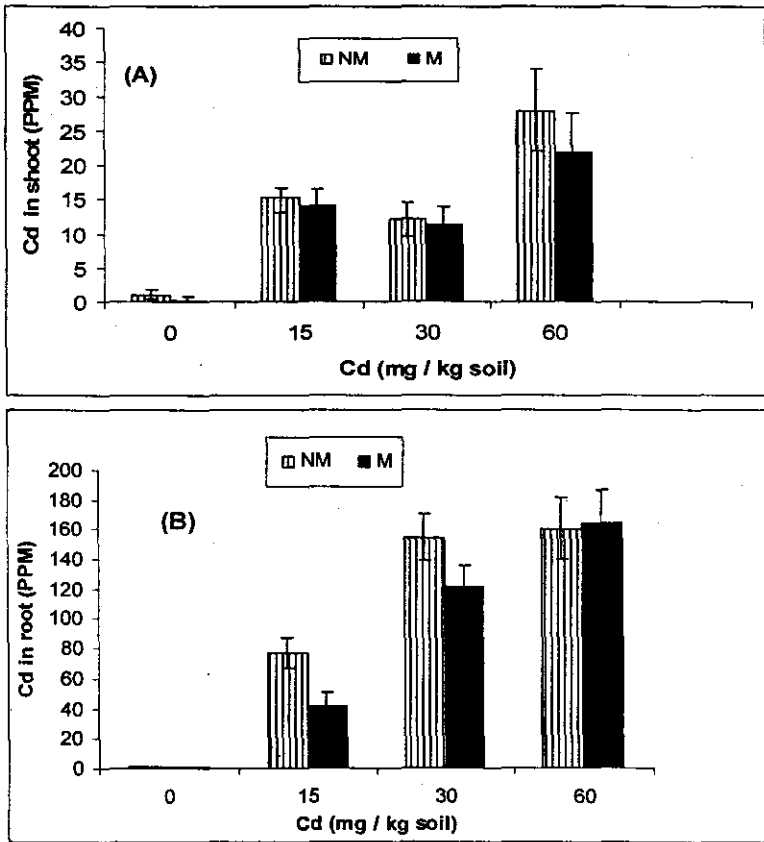 (A)
NM M
Cd in shoot (PPM)
40
35
30
25
20
15
10
5
0
0 15 30 60
Cd (mg / kg soil)
(B)
NM M
Cd in root (PPM)
200
180
160
140
120
100
80
60
40
20
0
0 15 30 60
Cd (mg / kg soil)